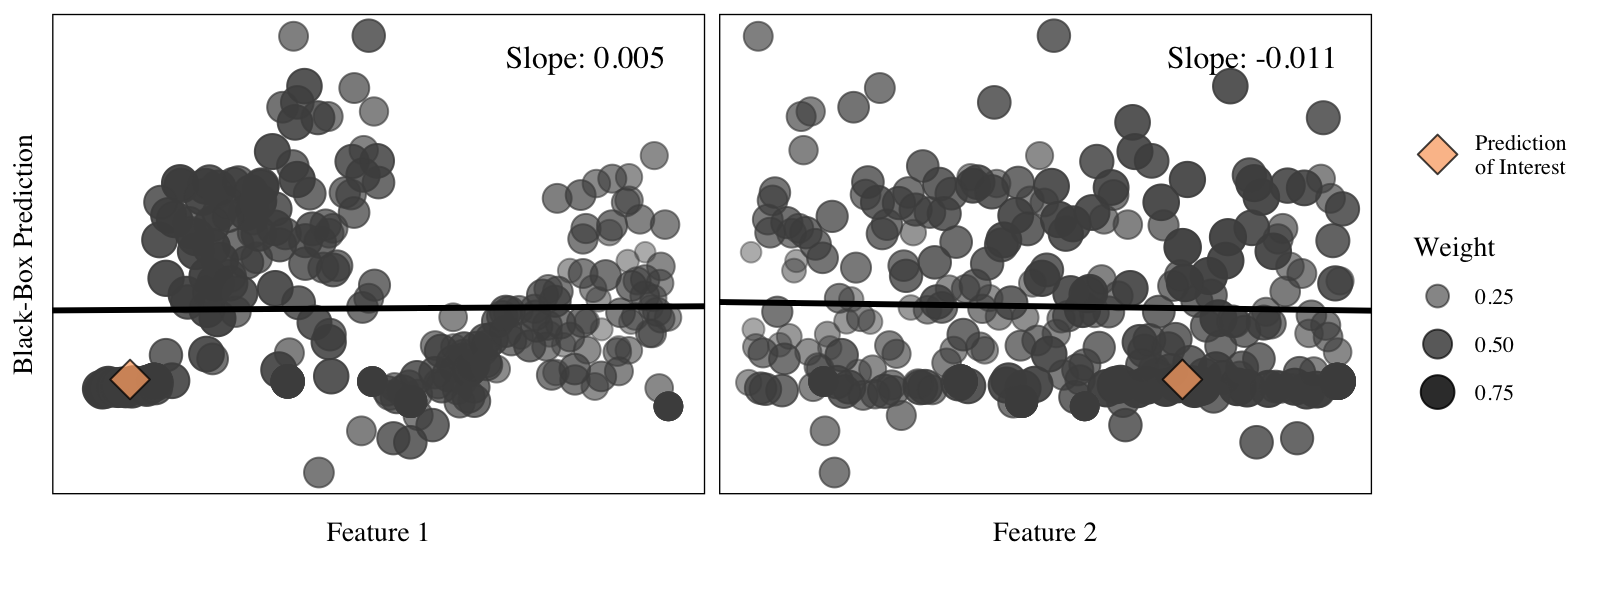 Slope: 0.005
Slope: -0.011
Black-Box Prediction
Feature 1
Feature 2
Prediction
of Interest
Weight
0.25
0.50
0.75